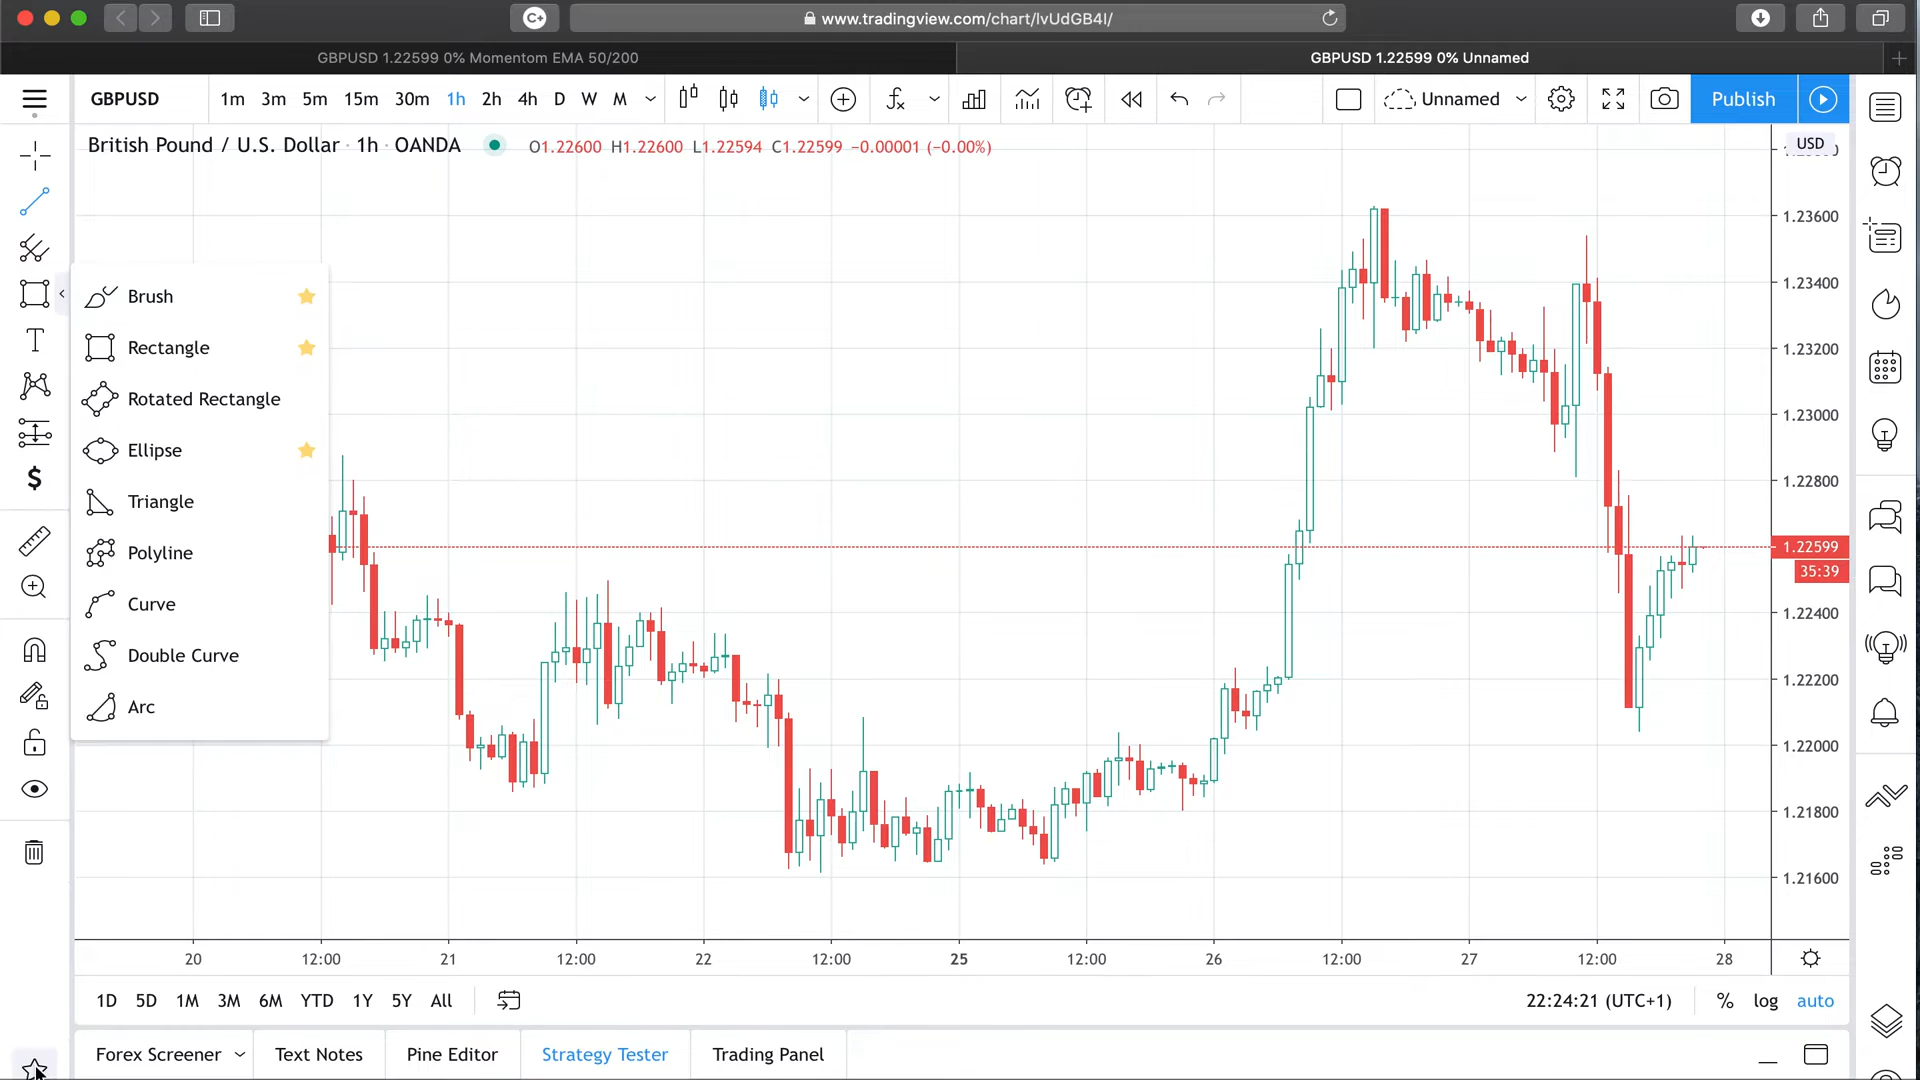 C+
www.tradingview.com/chart/lvUdGB4l/
GBPUSD 1.22599 0% Momentom EMA 50/200
GBPUSD 1.22599 0% Unnamed
GBPUSD 1m 3m 5m 15m 30m 1h 2h 4h D W M Unnamed Publish
British Pound / U.S. Dollar · 1h · OANDA O1.22600 H1.22600 L1.22594 C1.22599 −0.00001 (−0.00%)
USD
1.23600
1.23400
1.23200
1.23000
1.22800
1.22599
35:39
1.22400
1.22200
1.22000
1.21800
1.21600
T
$
Brush
Rectangle
Rotated Rectangle
Ellipse
Triangle
Polyline
Curve
Double Curve
Arc
20 12:00 21 12:00 22 12:00 25 12:00 26 12:00 27 12:00 28
1D 5D 1M 3M 6M YTD 1Y 5Y All 22:24:21 (UTC+1) % log auto
Forex Screener Text Notes Pine Editor Strategy Tester Trading Panel